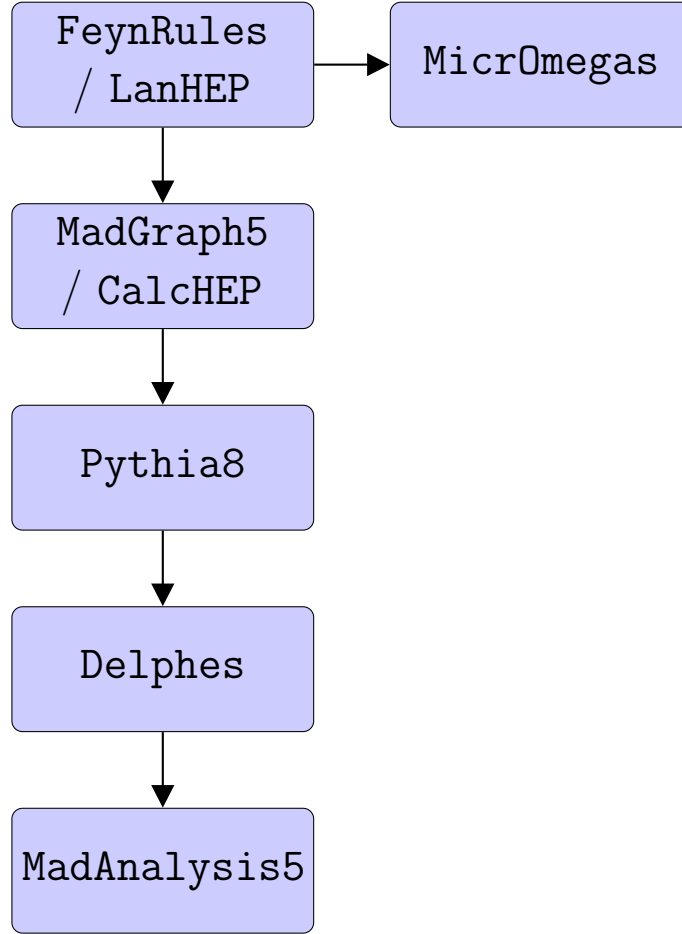 FeynRules
/ LanHEP
MicrOmegas
MadGraph5
/ CalcHEP
Pythia8
Delphes
MadAnalysis5